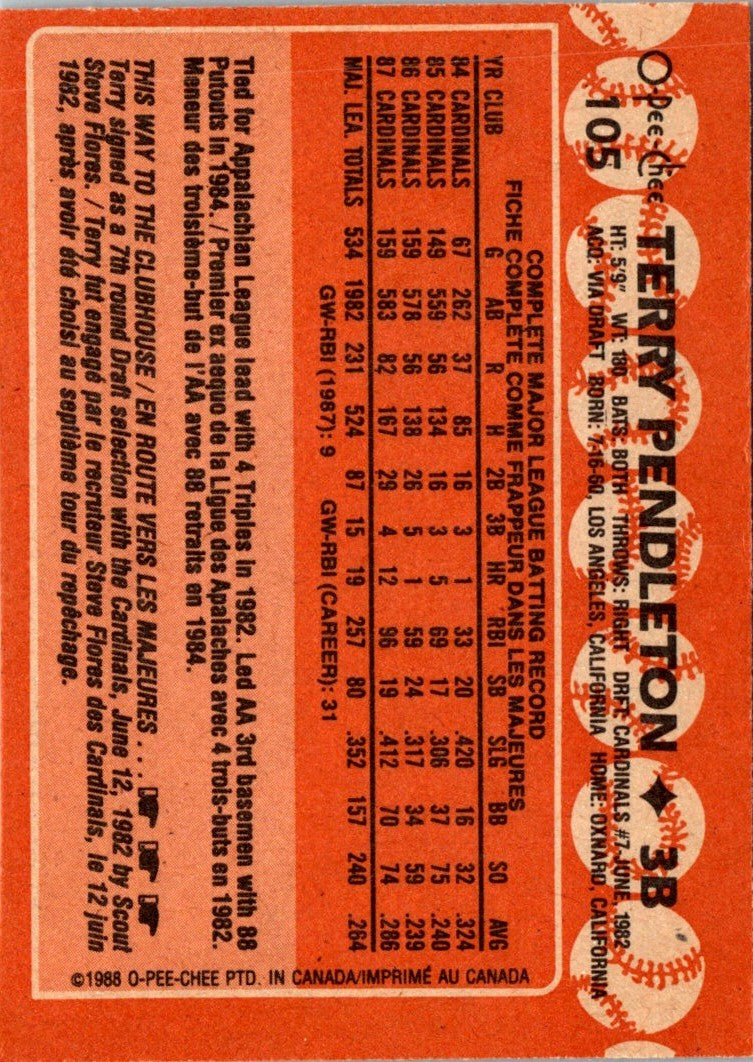 O-Pee-Chee
105
TERRY PENDLETON ♦ 3B
HT: 5'9" WT: 180 BATS: BOTH THROWS: RIGHT DRFT: CARDINALS #7-JUNE, 1982
ACQ: VIA DRAFT BORN: 7-16-60, LOS ANGELES, CALIFORNIA HOME: OXNARD, CALIFORNIA
COMPLETE MAJOR LEAGUE BATTING RECORD
FICHE COMPLÈTE COMME FRAPPEUR DANS LES MAJEURES
YR CLUB G AB R H 2B 3B HR RBI SB SLG BB SO AVG
84 CARDINALS 67 262 37 85 16 3 1 33 20 .420 16 32 .324
85 CARDINALS 149 559 56 134 16 3 5 69 17 .306 37 75 .240
86 CARDINALS 159 578 56 138 26 5 1 59 24 .317 34 59 .239
87 CARDINALS 159 583 82 167 29 4 12 96 19 .412 70 74 .286
MAJ. LEA. TOTALS 534 1982 231 524 87 15 19 257 80 .352 157 240 .264
GW-RBI (1987): 9 GW-RBI (CAREER): 31
Tied for Appalachian League lead with 4 Triples in 1982. Led AA 3rd basemen with 88
Putouts in 1984. / Premier ex aequo de la Ligue des Apalaches avec 4 trois-buts en 1982.
Meneur des troisième-but de l'AA avec 88 retraits en 1984.
THIS WAY TO THE CLUBHOUSE / EN ROUTE VERS LES MAJEURES . . .
Terry signed as a 7th round Draft selection with the Cardinals, June 12, 1982 by Scout
Steve Flores. / Terry fut engagé par le recruteur Steve Flores des Cardinals, le 12 juin
1982, après avoir été choisi au septième tour du repêchage.
©1988 O-PEE-CHEE PTD. IN CANADA/IMPRIMÉ AU CANADA